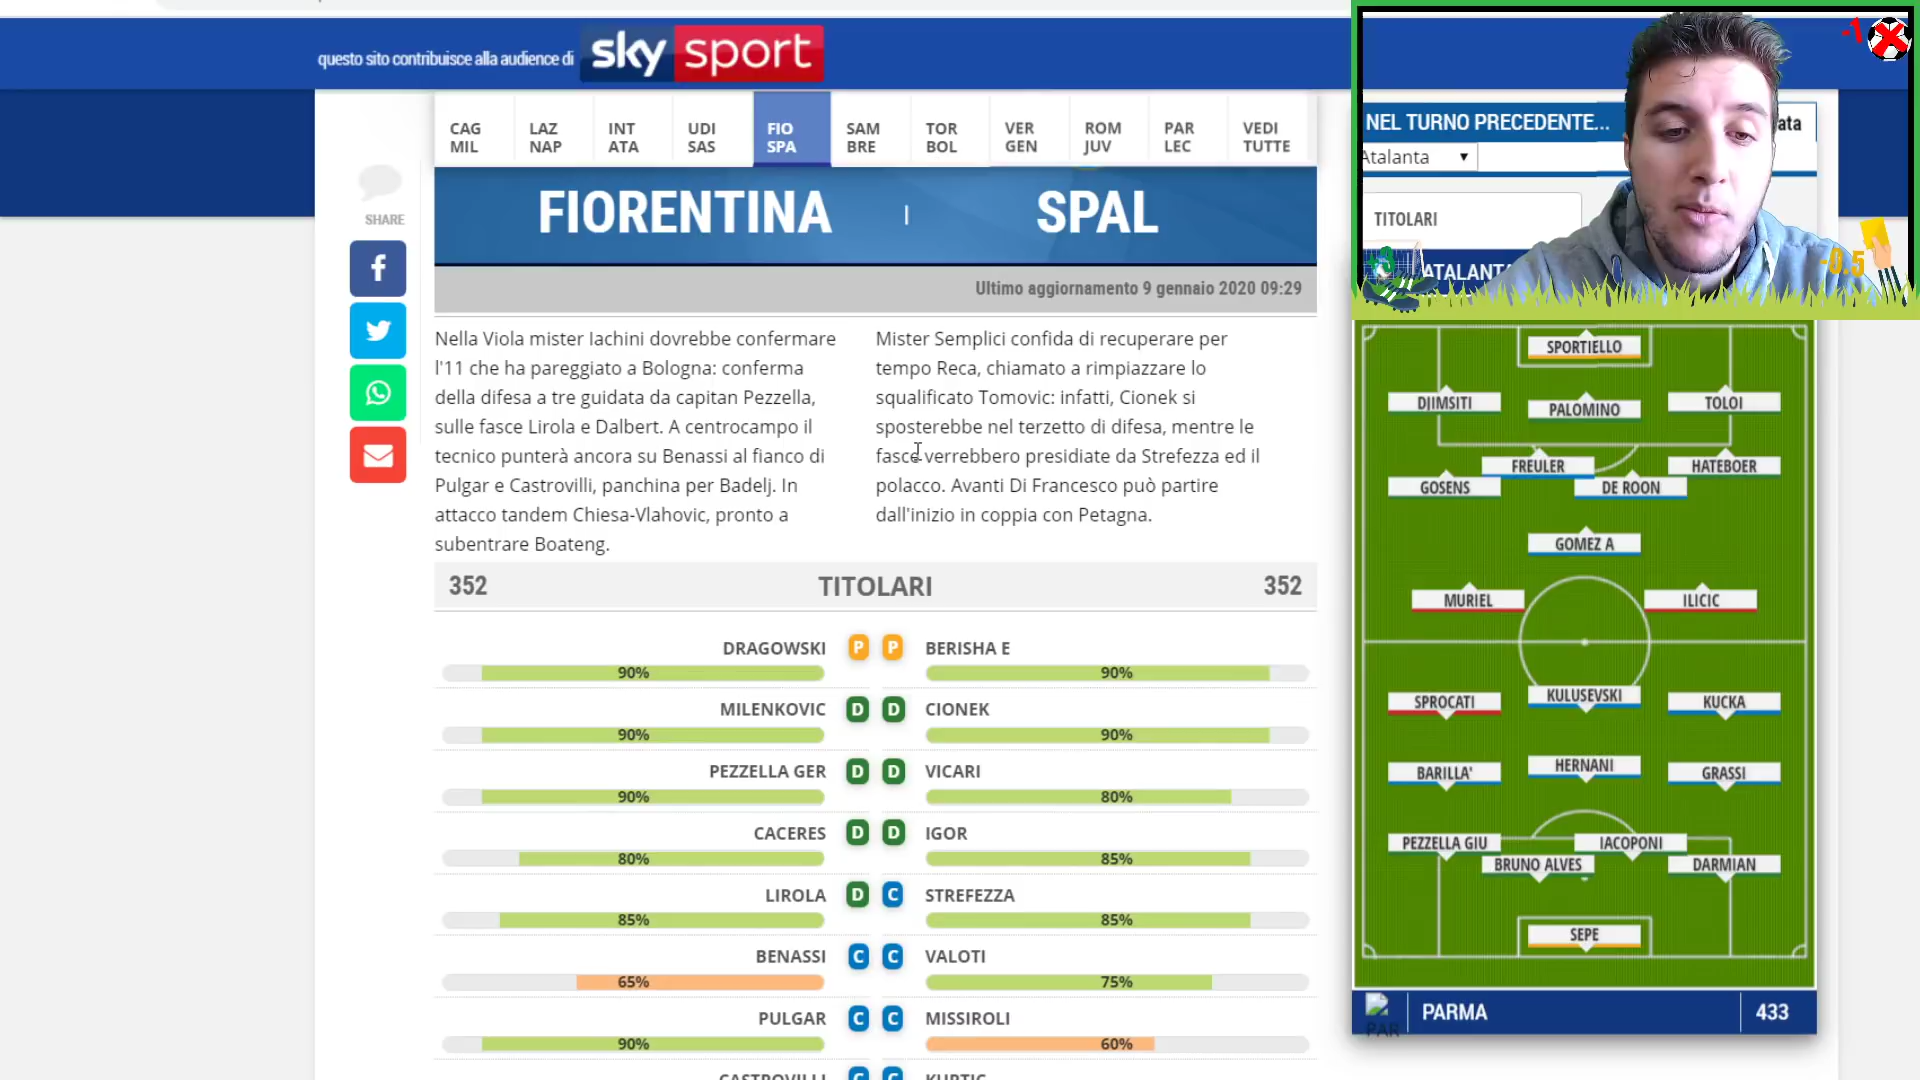 questo sito contribuisce alla audience di
sky sport
CAG MIL
LAZ NAP
INT ATA
UDI SAS
FIO SPA
SAM BRE
TOR BOL
VER GEN
ROM JUV
PAR LEC
VEDI TUTTE
SHARE
FIORENTINA
SPAL
Ultimo aggiornamento 9 gennaio 2020 09:29
Nella Viola mister Iachini dovrebbe confermare
l'11 che ha pareggiato a Bologna: conferma
della difesa a tre guidata da capitan Pezzella,
sulle fasce Lirola e Dalbert. A centrocampo il
tecnico punterà ancora su Benassi al fianco di
Pulgar e Castrovilli, panchina per Badelj. In
attacco tandem Chiesa-Vlahovic, pronto a
subentrare Boateng.
Mister Semplici confida di recuperare per
tempo Reca, chiamato a rimpiazzare lo
squalificato Tomovic: infatti, Cionek si
sposterebbe nel terzetto di difesa, mentre le
fasce verrebbero presidiate da Strefezza ed il
polacco. Avanti Di Francesco può partire
dall'inizio in coppia con Petagna.
352 TITOLARI 352
DRAGOWSKI P P BERISHA E
90% 90%
MILENKOVIC D D CIONEK
90% 90%
PEZZELLA GER D D VICARI
90% 80%
CACERES D D IGOR
80% 85%
LIROLA D C STREFEZZA
85% 85%
BENASSI C C VALOTI
65% 75%
PULGAR C C MISSIROLI
90% 60%
CASTROVILLI C C KURTIC
-1
NEL TURNO PRECEDENTE...
ata
Atalanta
TITOLARI
+3
ATALANTA
-0.5
SPORTIELLO
DJIMSITI PALOMINO TOLOI
FREULER HATEBOER
GOSENS DE ROON
GOMEZ A
MURIEL ILICIC
SPROCATI KULUSEVSKI KUCKA
BARILLA' HERNANI GRASSI
PEZZELLA GIU IACOPONI
BRUNO ALVES DARMIAN
SEPE
PAR
PARMA 433